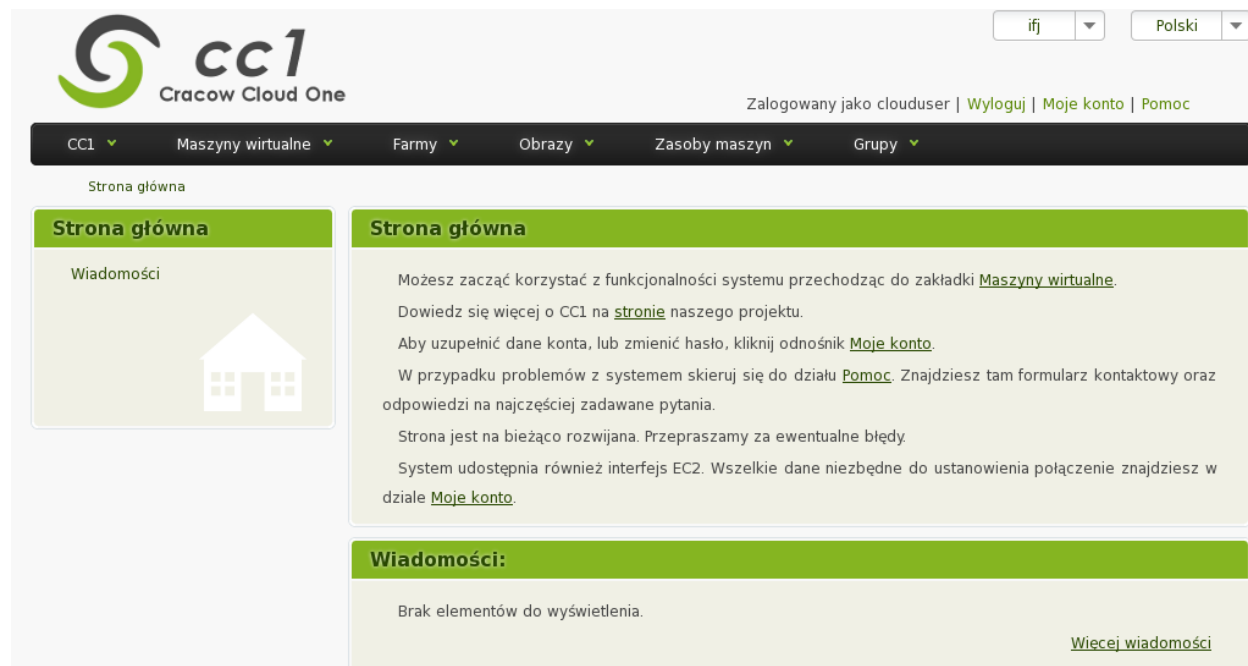 cc1
Cracow Cloud One
ifj
Polski
Zalogowany jako clouduser | Wyloguj | Moje konto | Pomoc
CC1 Maszyny wirtualne Farmy Obrazy Zasoby maszyn Grupy
Strona główna
Strona główna
Wiadomości
Strona główna
Możesz zacząć korzystać z funkcjonalności systemu przechodząc do zakładki Maszyny wirtualne.
Dowiedz się więcej o CC1 na stronie naszego projektu.
Aby uzupełnić dane konta, lub zmienić hasło, kliknij odnośnik Moje konto.
W przypadku problemów z systemem skieruj się do działu Pomoc. Znajdziesz tam formularz kontaktowy oraz
odpowiedzi na najczęściej zadawane pytania.
Strona jest na bieżąco rozwijana. Przepraszamy za ewentualne błędy.
System udostępnia również interfejs EC2. Wszelkie dane niezbędne do ustanowienia połączenie znajdziesz w
dziale Moje konto.
Wiadomości:
Brak elementów do wyświetlenia.
Więcej wiadomości